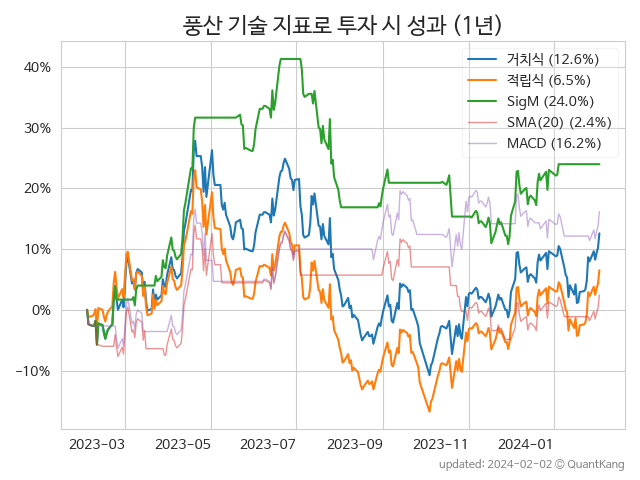 풍산 기술 지표로 투자 시 성과 (1년)
거치식 (12.6%)
적립식 (6.5%)
SigM (24.0%)
SMA(20) (2.4%)
MACD (16.2%)
40%
30%
20%
10%
0%
−10%
2023-03
2023-05
2023-07
2023-09
2023-11
2024-01
updated: 2024-02-02 © QuantKang